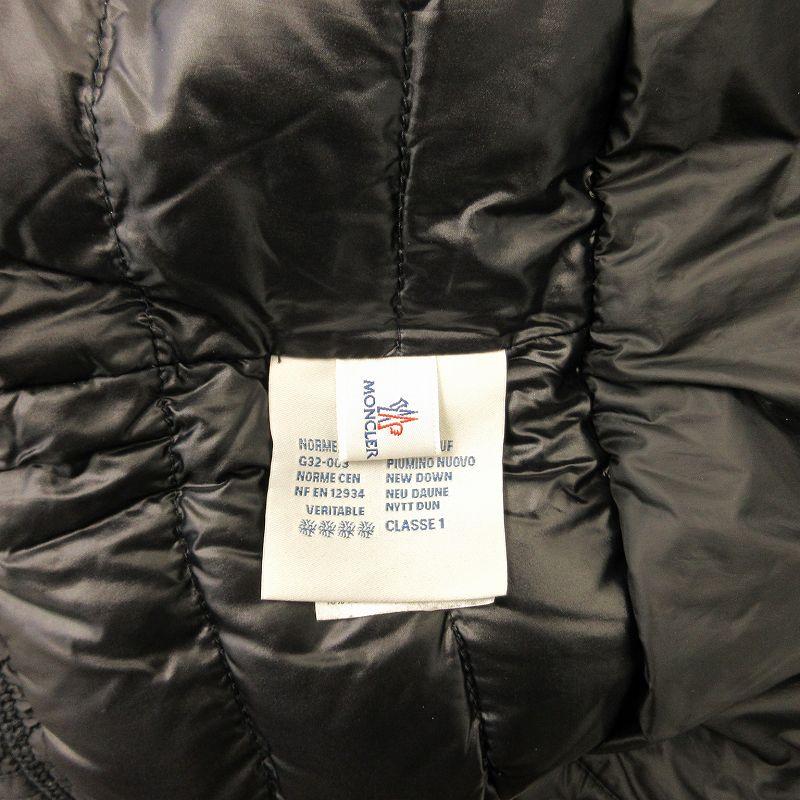 MONCLER
NORME
G32-003 PIUMINO NUOVO
NORME CEN NEW DOWN
NF EN 12934 NEU DAUNE
NYTT DUN
VERITABLE
CLASSE 1